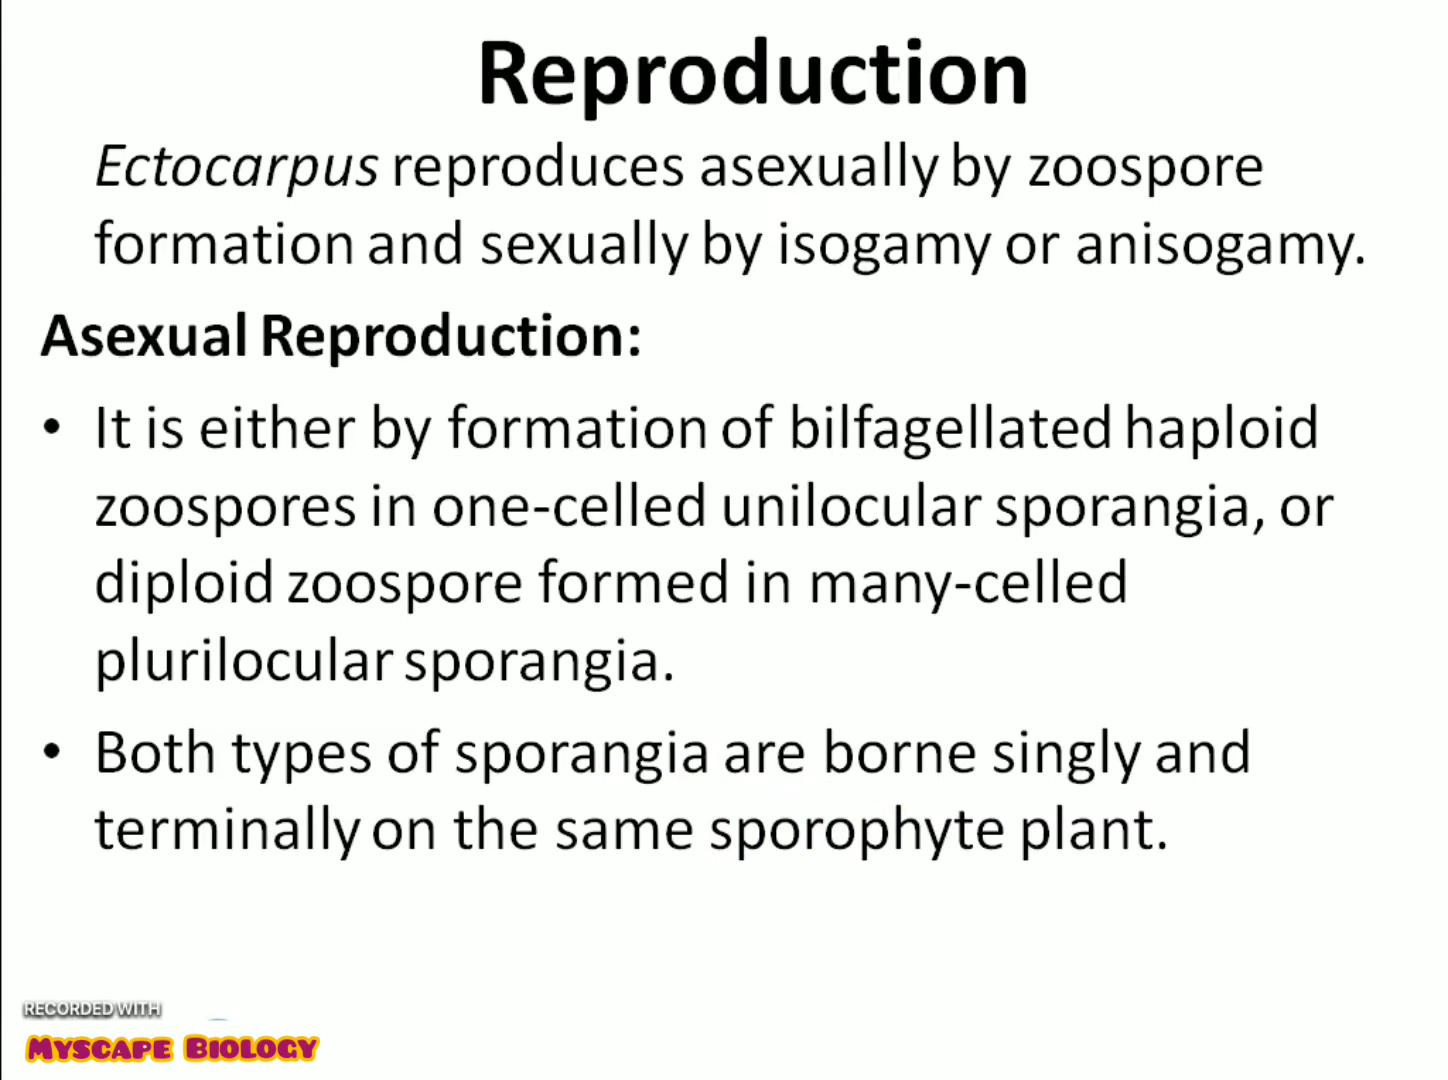 Reproduction
Ectocarpus reproduces asexually by zoospore
formation and sexually by isogamy or anisogamy.
Asexual Reproduction:
• It is either by formation of bilfagellated haploid
zoospores in one-celled unilocular sporangia, or
diploid zoospore formed in many-celled
plurilocular sporangia.
• Both types of sporangia are borne singly and
terminally on the same sporophyte plant.
RECORDED WITH
MYSCAPE BIOLOGY